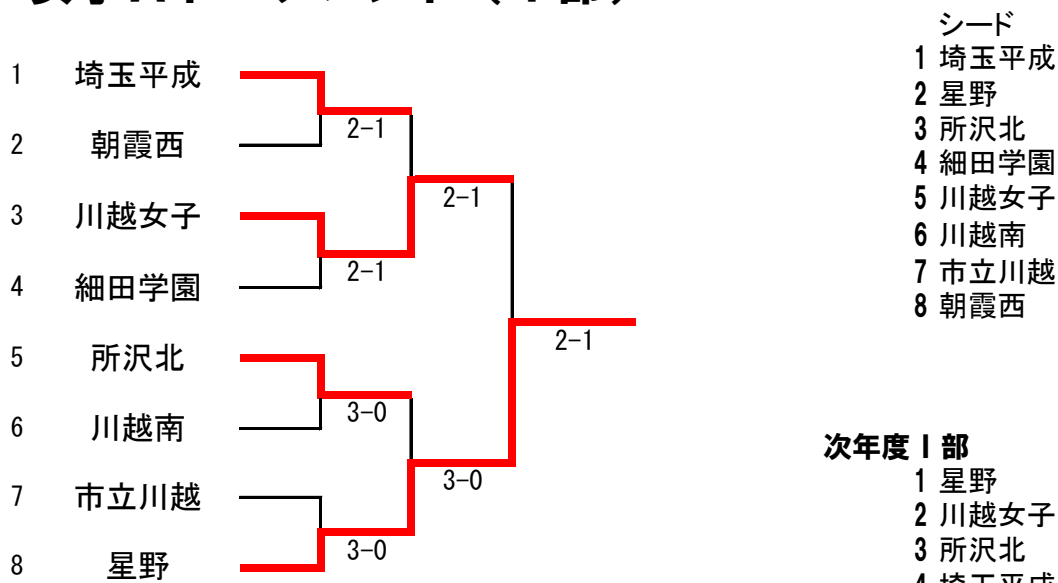 1 埼玉平成
2 朝霞西
3 川越女子
4 細田学園
5 所沢北
6 川越南
7 市立川越
8 星野
2-1
2-1
3-0
3-0
2-1
3-0
2-1
シード
1 埼玉平成
2 星野
3 所沢北
4 細田学園
5 川越女子
6 川越南
7 市立川越
8 朝霞西
次年度Ⅰ部
1 星野
2 川越女子
3 所沢北
4 埼玉平成